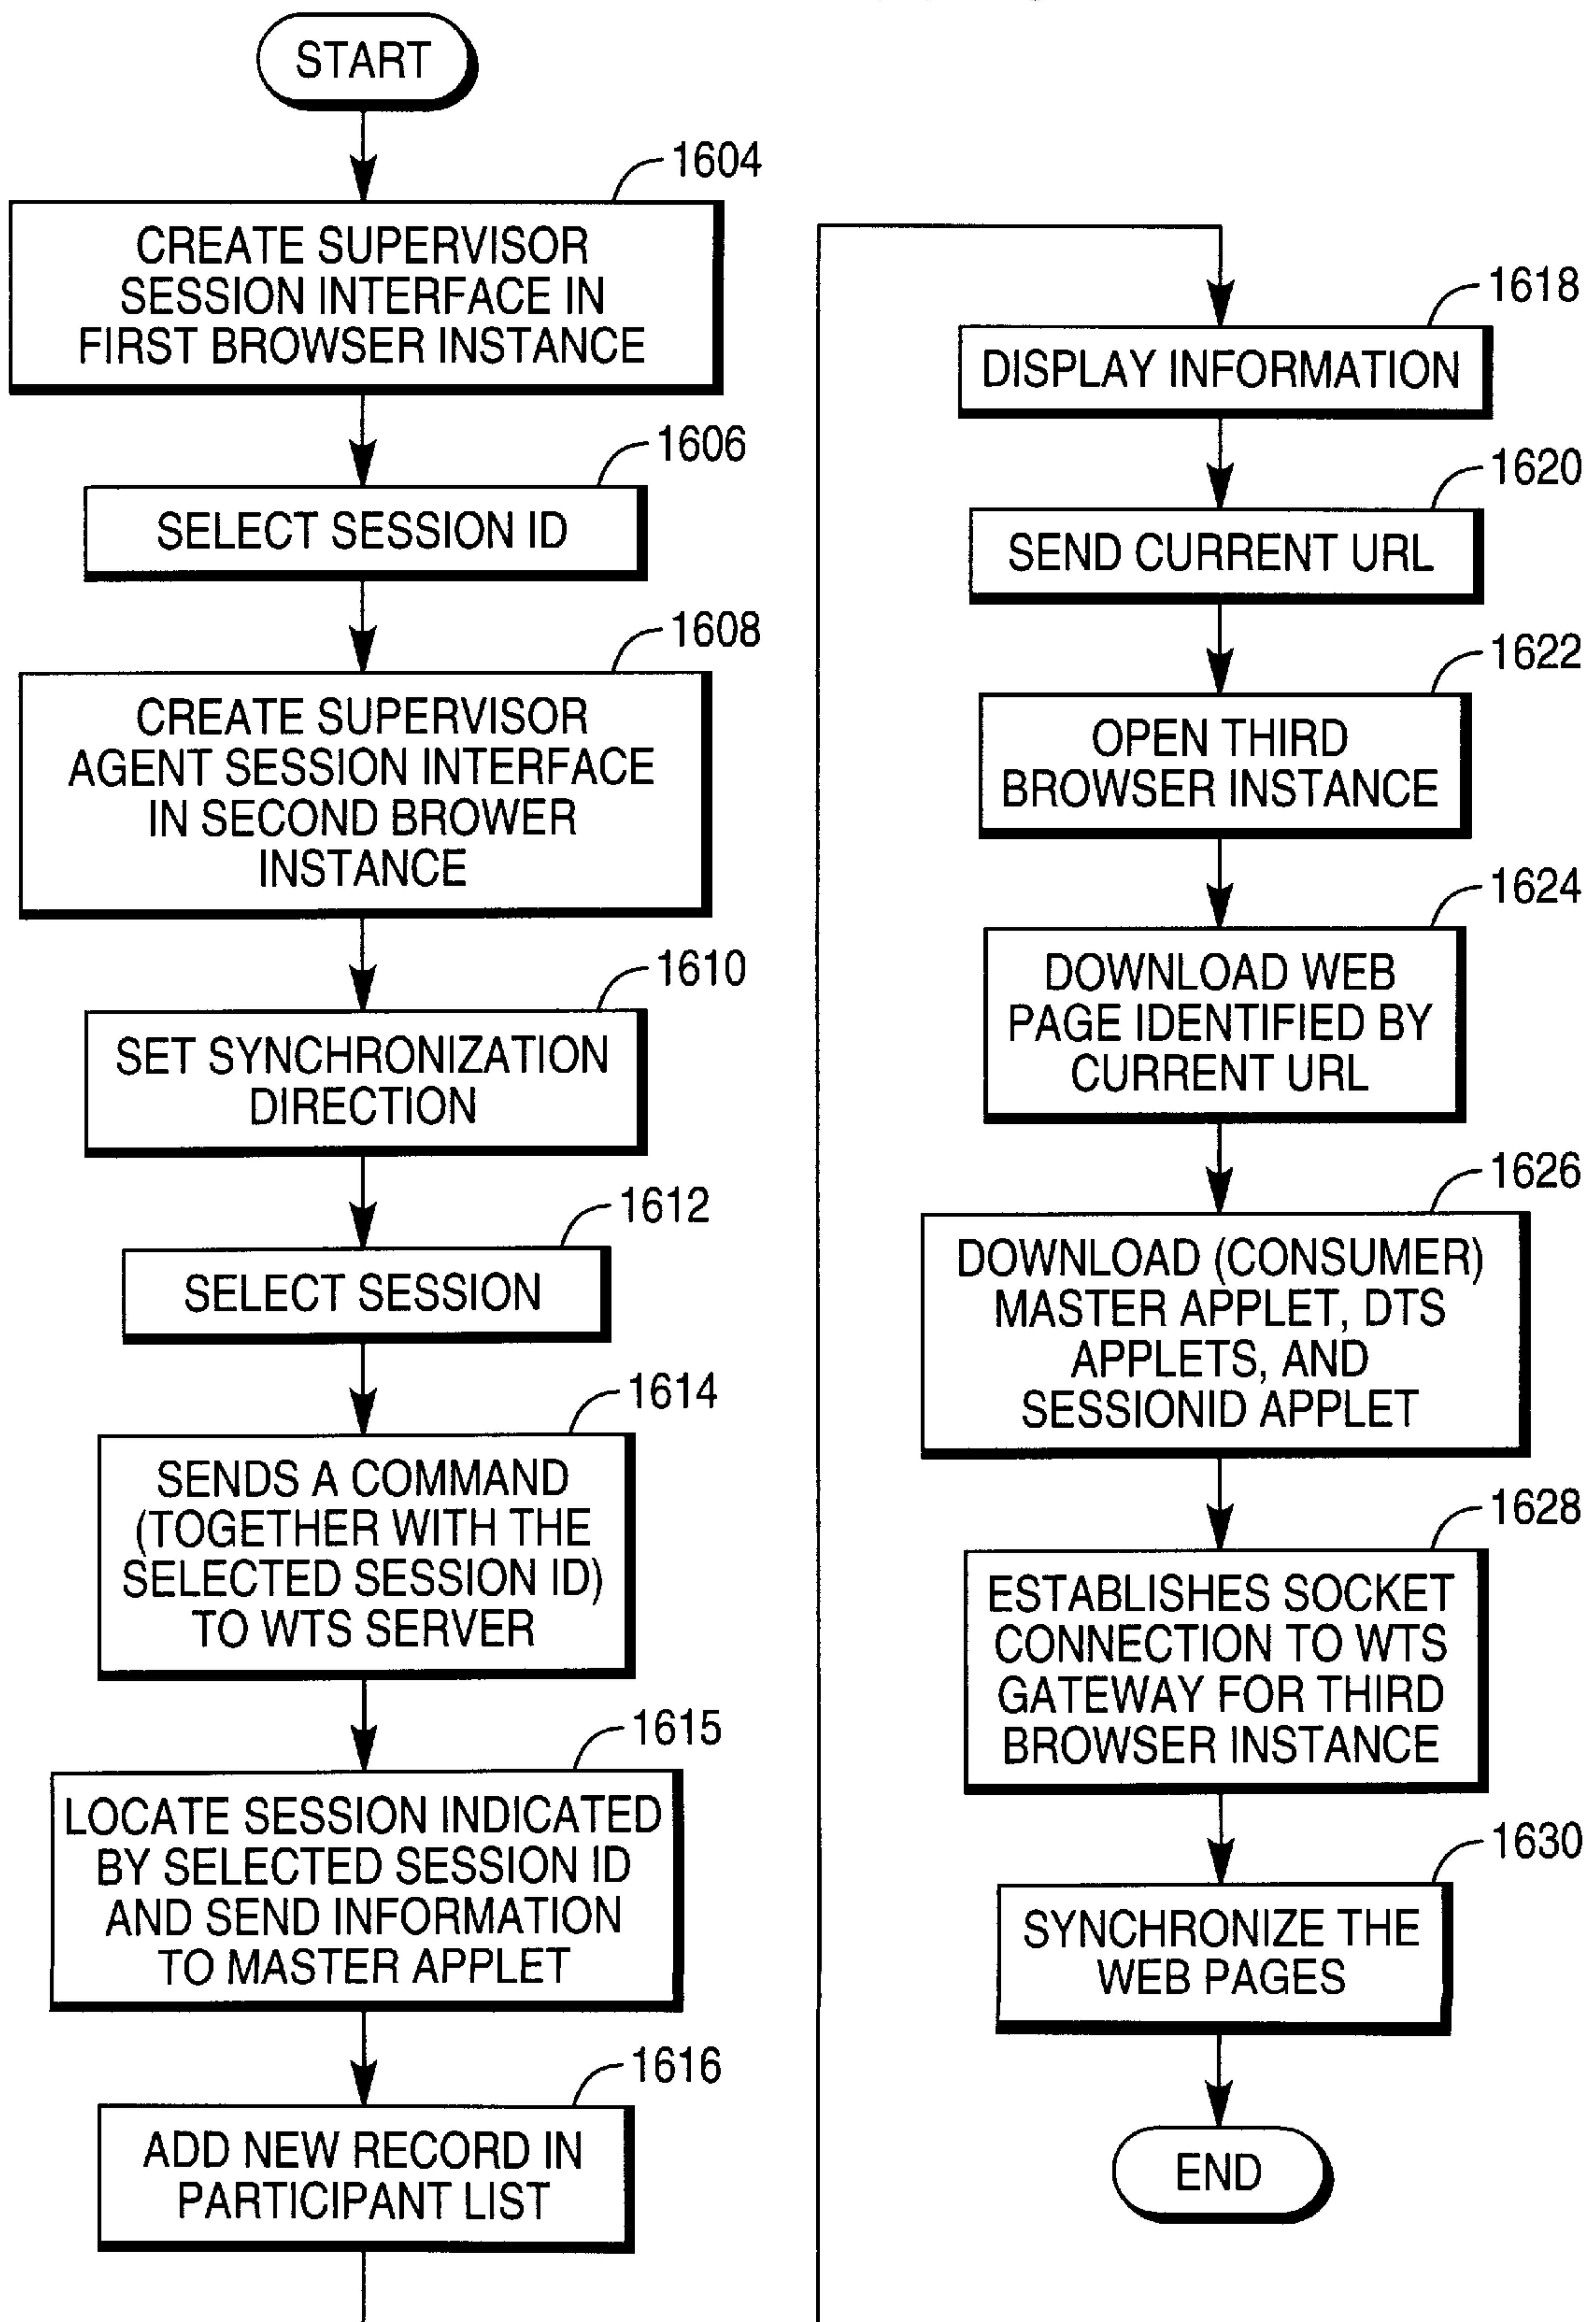 START
1604
CREATE SUPERVISOR
SESSION INTERFACE IN
FIRST BROWSER INSTANCE
1606
SELECT SESSION ID
1608
CREATE SUPERVISOR
AGENT SESSION INTERFACE
IN SECOND BROWER
INSTANCE
1610
SET SYNCHRONIZATION
DIRECTION
1612
SELECT SESSION
1614
SENDS A COMMAND
(TOGETHER WITH THE
SELECTED SESSION ID)
TO WTS SERVER
1615
LOCATE SESSION INDICATED
BY SELECTED SESSION ID
AND SEND INFORMATION
TO MASTER APPLET
1616
ADD NEW RECORD IN
PARTICIPANT LIST
1618
DISPLAY INFORMATION
1620
SEND CURRENT URL
1622
OPEN THIRD
BROWSER INSTANCE
1624
DOWNLOAD WEB
PAGE IDENTIFIED BY
CURRENT URL
1626
DOWNLOAD (CONSUMER)
MASTER APPLET, DTS
APPLETS, AND
SESSIONID APPLET
1628
ESTABLISHES SOCKET
CONNECTION TO WTS
GATEWAY FOR THIRD
BROWSER INSTANCE
1630
SYNCHRONIZE THE
WEB PAGES
END